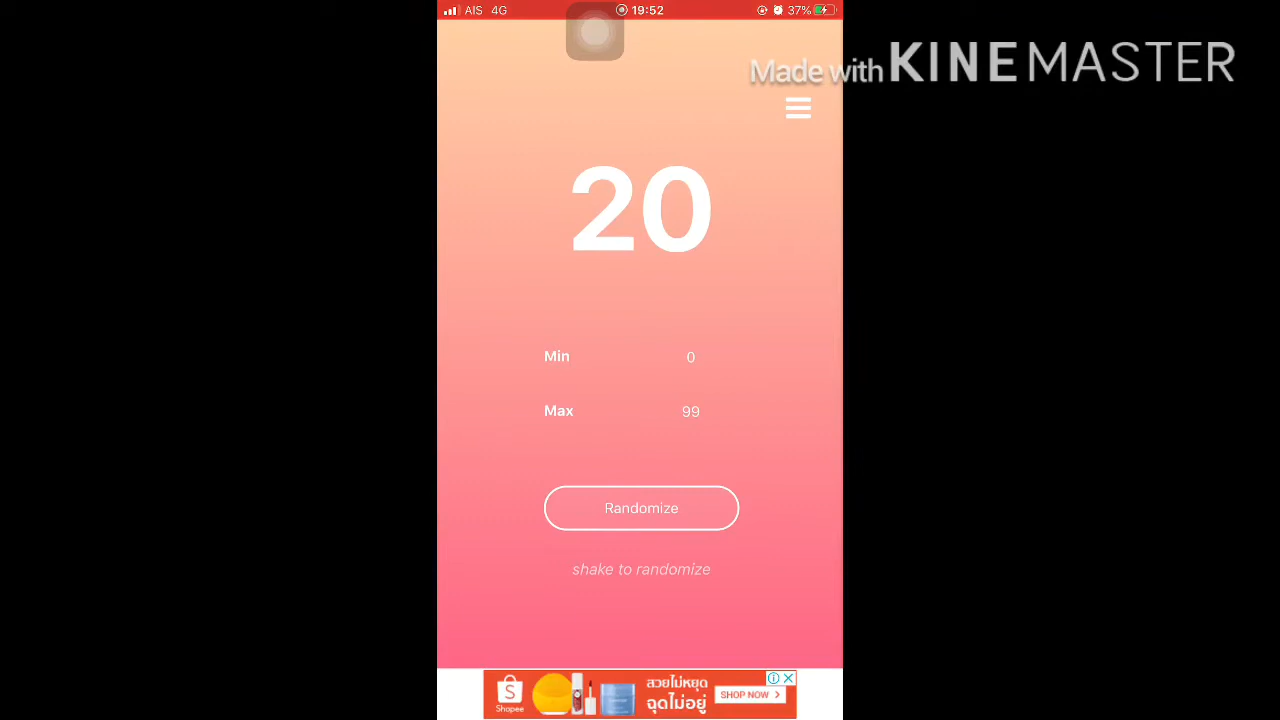 AIS 4G 19:52 37%
Made with KINEMASTER
20
Min 0
Max 99
Randomize
shake to randomize
Shopee
สวยไม่หยุด
ฉุดไม่อยู่
SHOP NOW >